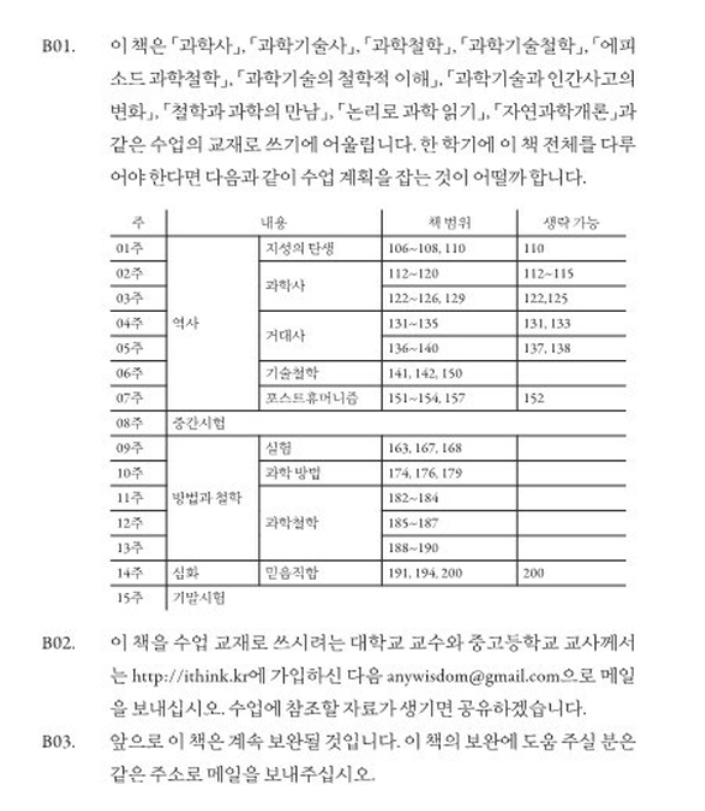 B01. 이 책은 「과학사」, 「과학기술사」, 「과학철학」, 「과학기술철학」, 「에피
소드 과학철학」, 「과학기술의 철학적 이해」, 「과학기술과 인간사고의
변화」, 「철학과 과학의 만남」, 「논리로 과학 읽기」, 「자연과학개론」과
같은 수업의 교재로 쓰기에 어울립니다. 한 학기에 이 책 전체를 다루
어야 한다면 다음과 같이 수업 계획을 잡는 것이 어떨까 합니다.
주 내용 책 범위 생략 가능
01주 지성의 탄생 106~108, 110 110
02주 112~120 112~115
과학사
03주 122~126, 129 122,125
04주 역사 131~135 131, 133
거대사
05주 136~140 137, 138
06주 기술철학 141, 142, 150
07주 포스트휴머니즘 151~154, 157 152
08주 중간시험
09주 실험 163, 167, 168
10주 과학 방법 174, 176, 179
11주 방법과 철학 182~184
12주 과학철학 185~187
13주 188~190
14주 심화 믿음직합 191, 194, 200 200
15주 기말시험
B02. 이 책을 수업 교재로 쓰시려는 대학교 교수와 중고등학교 교사께서
는 http://ithink.kr에 가입하신 다음 anywisdom@gmail.com으로 메일
을 보내십시오. 수업에 참조할 자료가 생기면 공유하겠습니다.
B03. 앞으로 이 책은 계속 보완될 것입니다. 이 책의 보완에 도움 주실 분은
같은 주소로 메일을 보내주십시오.